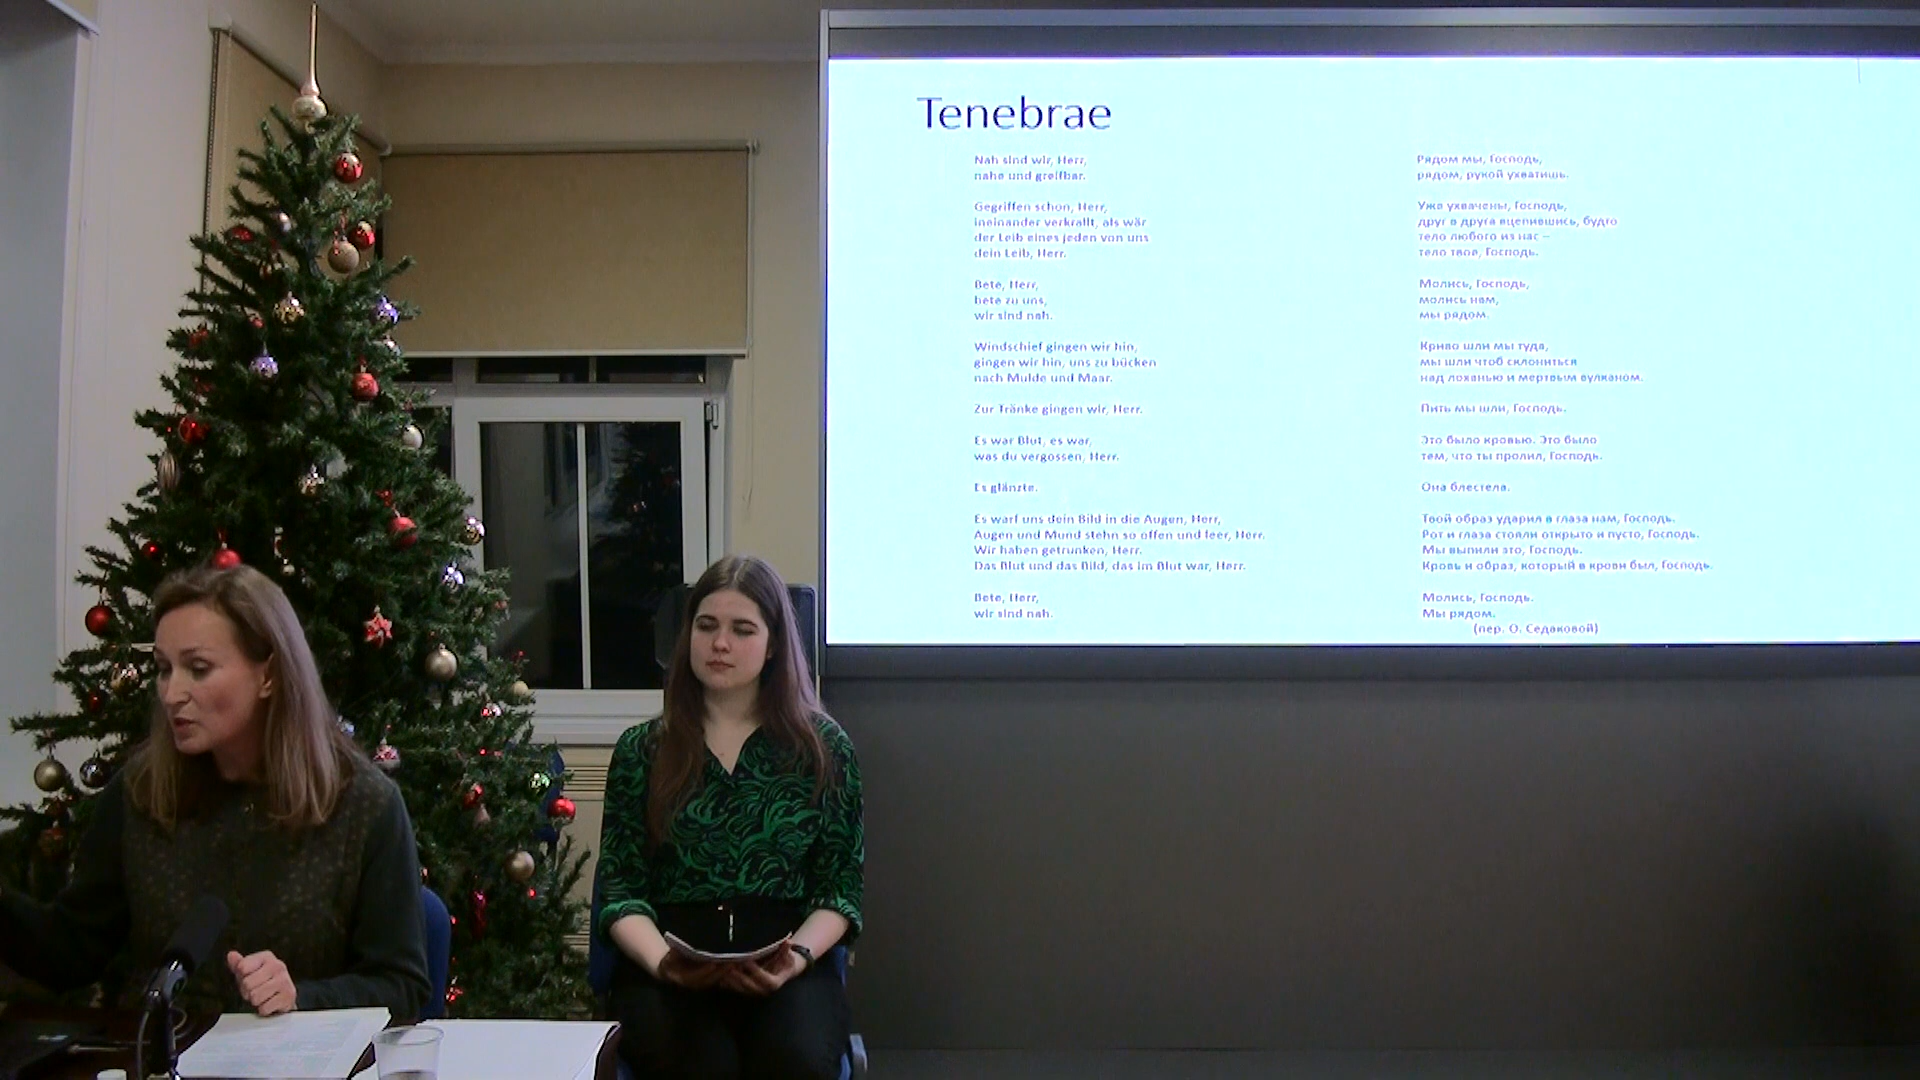 Tenebrae
Nah sind wir, Herr,
nahe und greifbar.
Gegriffen schon, Herr,
ineinander verkrallt, als wär
der Leib eines jeden von uns
dein Leib, Herr.
Bete, Herr,
bete zu uns,
wir sind nah.
Windschief gingen wir hin,
gingen wir hin, uns zu bücken
nach Mulde und Maar.
Zur Tränke gingen wir, Herr.
Es war Blut, es war,
was du vergossen, Herr.
Es glänzte.
Es warf uns dein Bild in die Augen, Herr,
Augen und Mund stehn so offen und leer, Herr.
Wir haben getrunken, Herr.
Das Blut und das Bild, das im Blut war, Herr.
Bete, Herr,
wir sind nah.
Рядом мы, Господь,
рядом, рукой ухватишь.
Уже ухвачены, Господь,
друг в друга вцепившись, будто
тело любого из нас –
тело твое, Господь.
Молись, Господь,
молись нам,
мы рядом.
Криво шли мы туда,
мы шли чтоб склониться
над лоханью и мертвым вулканом.
Пить мы шли, Господь.
Это было кровью. Это было
тем, что ты пролил, Господь.
Она блестела.
Твой образ ударил в глаза нам, Господь.
Рот и глаза стояли открыто и пусто, Господь.
Мы выпили это, Господь.
Кровь и образ, который в крови был, Господь.
Молись, Господь.
Мы рядом.
(пер. О. Седаковой)